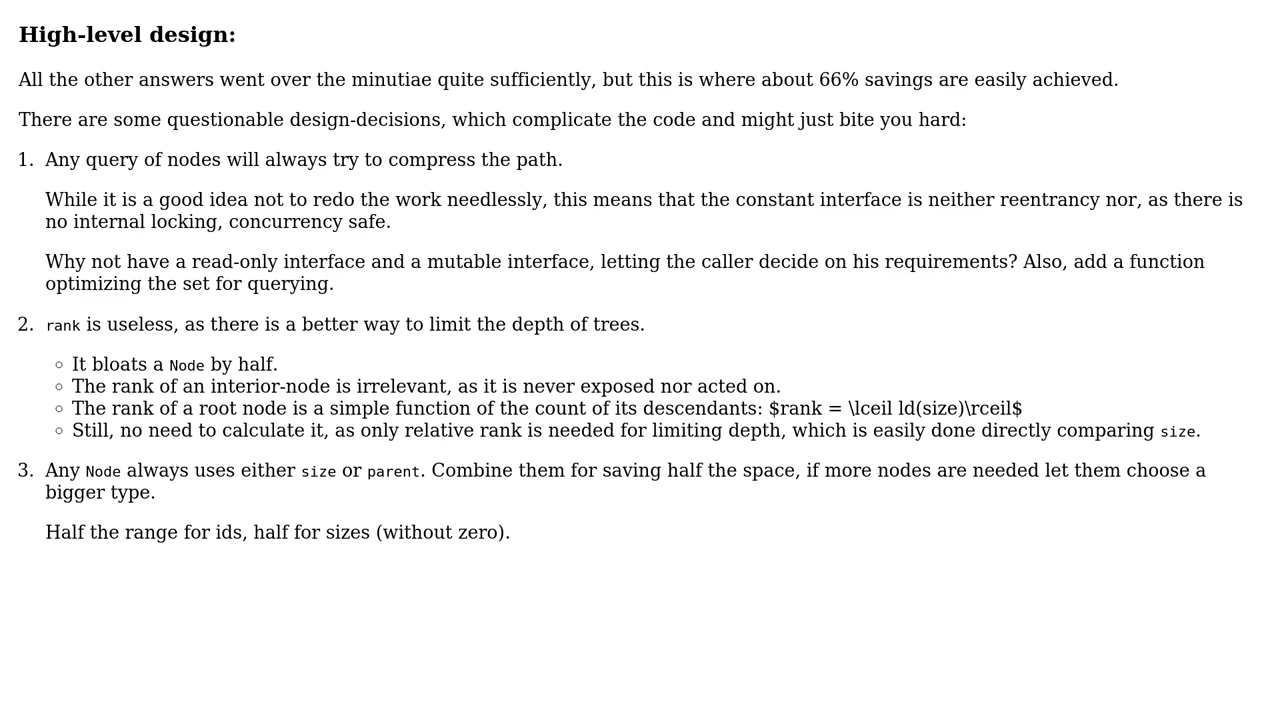 High-level design:
All the other answers went over the minutiae quite sufficiently, but this is where about 66% savings are easily achieved.
There are some questionable design-decisions, which complicate the code and might just bite you hard:
1. Any query of nodes will always try to compress the path.
While it is a good idea not to redo the work needlessly, this means that the constant interface is neither reentrancy nor, as there is
no internal locking, concurrency safe.
Why not have a read-only interface and a mutable interface, letting the caller decide on his requirements? Also, add a function
optimizing the set for querying.
2. rank is useless, as there is a better way to limit the depth of trees.
◦ It bloats a Node by half.
◦ The rank of an interior-node is irrelevant, as it is never exposed nor acted on.
◦ The rank of a root node is a simple function of the count of its descendants: $rank = \lceil ld(size)\rceil$
◦ Still, no need to calculate it, as only relative rank is needed for limiting depth, which is easily done directly comparing size.
3. Any Node always uses either size or parent. Combine them for saving half the space, if more nodes are needed let them choose a
bigger type.
Half the range for ids, half for sizes (without zero).